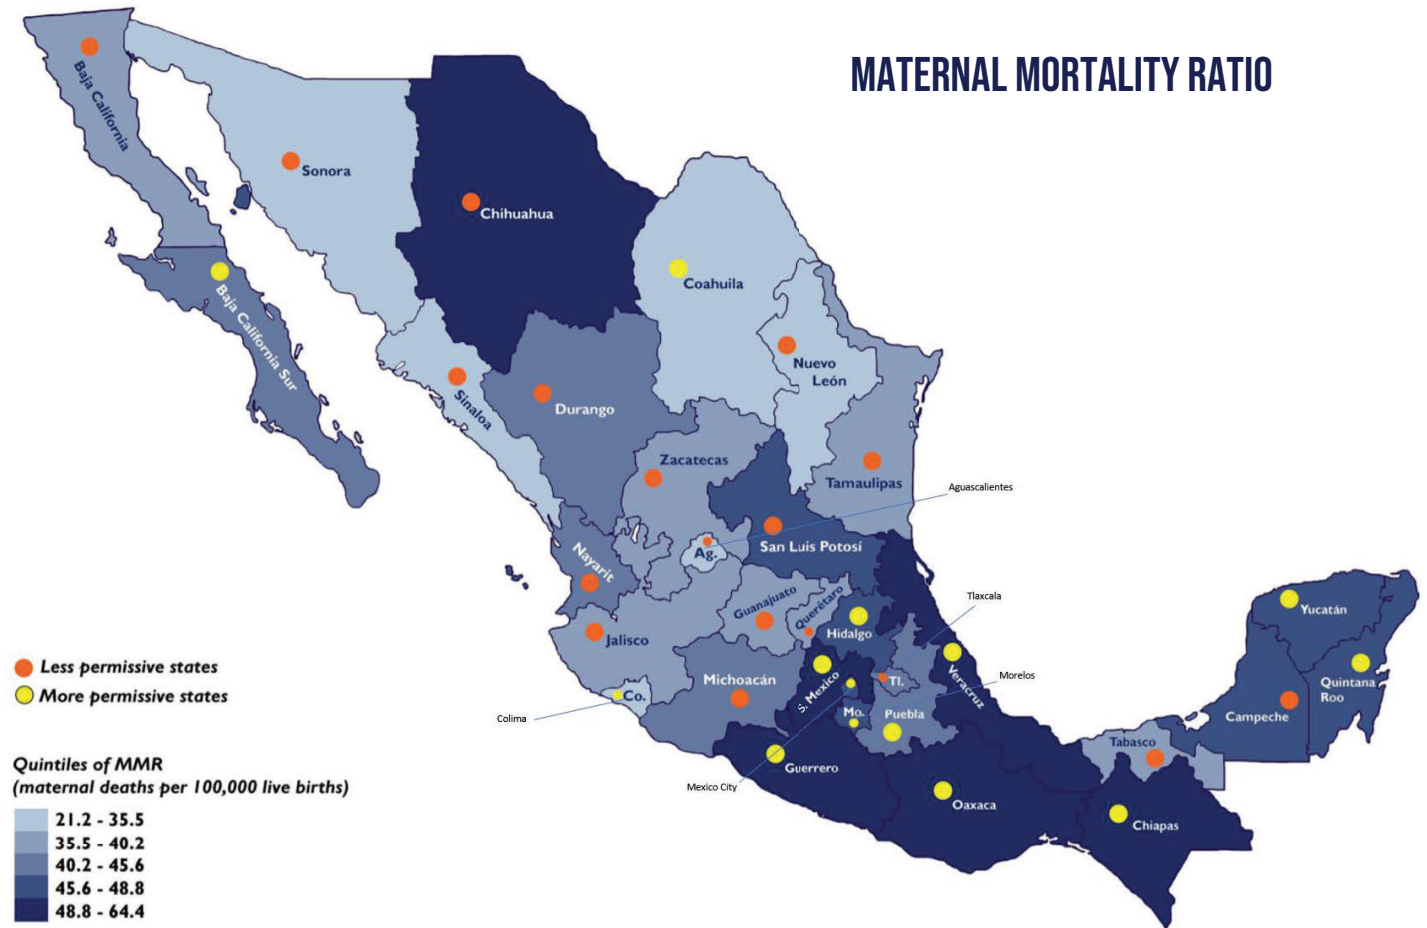 MATERNAL MORTALITY RATIO
Baja California
Sonora
Chihuahua
Coahuila
Baja California Sur
Nuevo
León
Sinaloa
Durango
Zacatecas
Tamaulipas
Aguascalientes
San Luis Potosí
Ag.
Nayarit
Guanajuato
Querétaro
Tlaxcala
Yucatán
Hidalgo
Jalisco
Less permissive states
More permissive states
Michoacán
Tl.
Morelos
Quintana
Roo
Co.
S. Mexico
Veracruz
Mo.
Puebla
Campeche
Colima
Tabasco
Guerrero
Mexico City
Oaxaca
Chiapas
Quintiles of MMR
(maternal deaths per 100,000 live births)
21.2 - 35.5
35.5 - 40.2
40.2 - 45.6
45.6 - 48.8
48.8 - 64.4